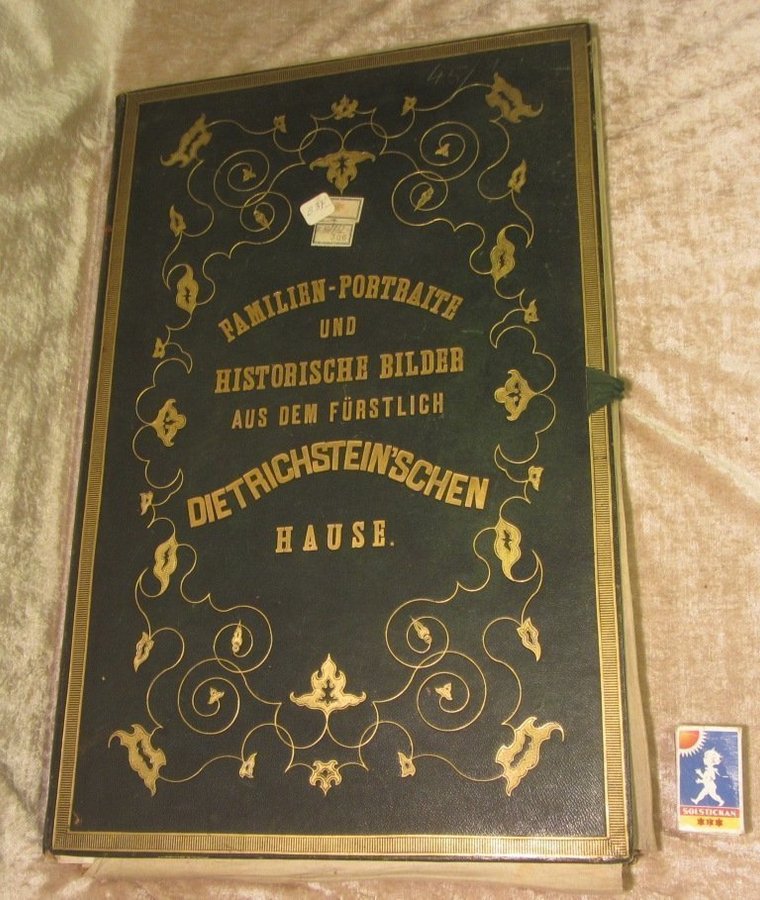 FAMILIEN-PORTRAITE
UND
HISTORISCHE BILDER
AUS DEM FÜRSTLICH
DIETRICHSTEIN'SCHEN
HAUSE.
SOLSTICKAN